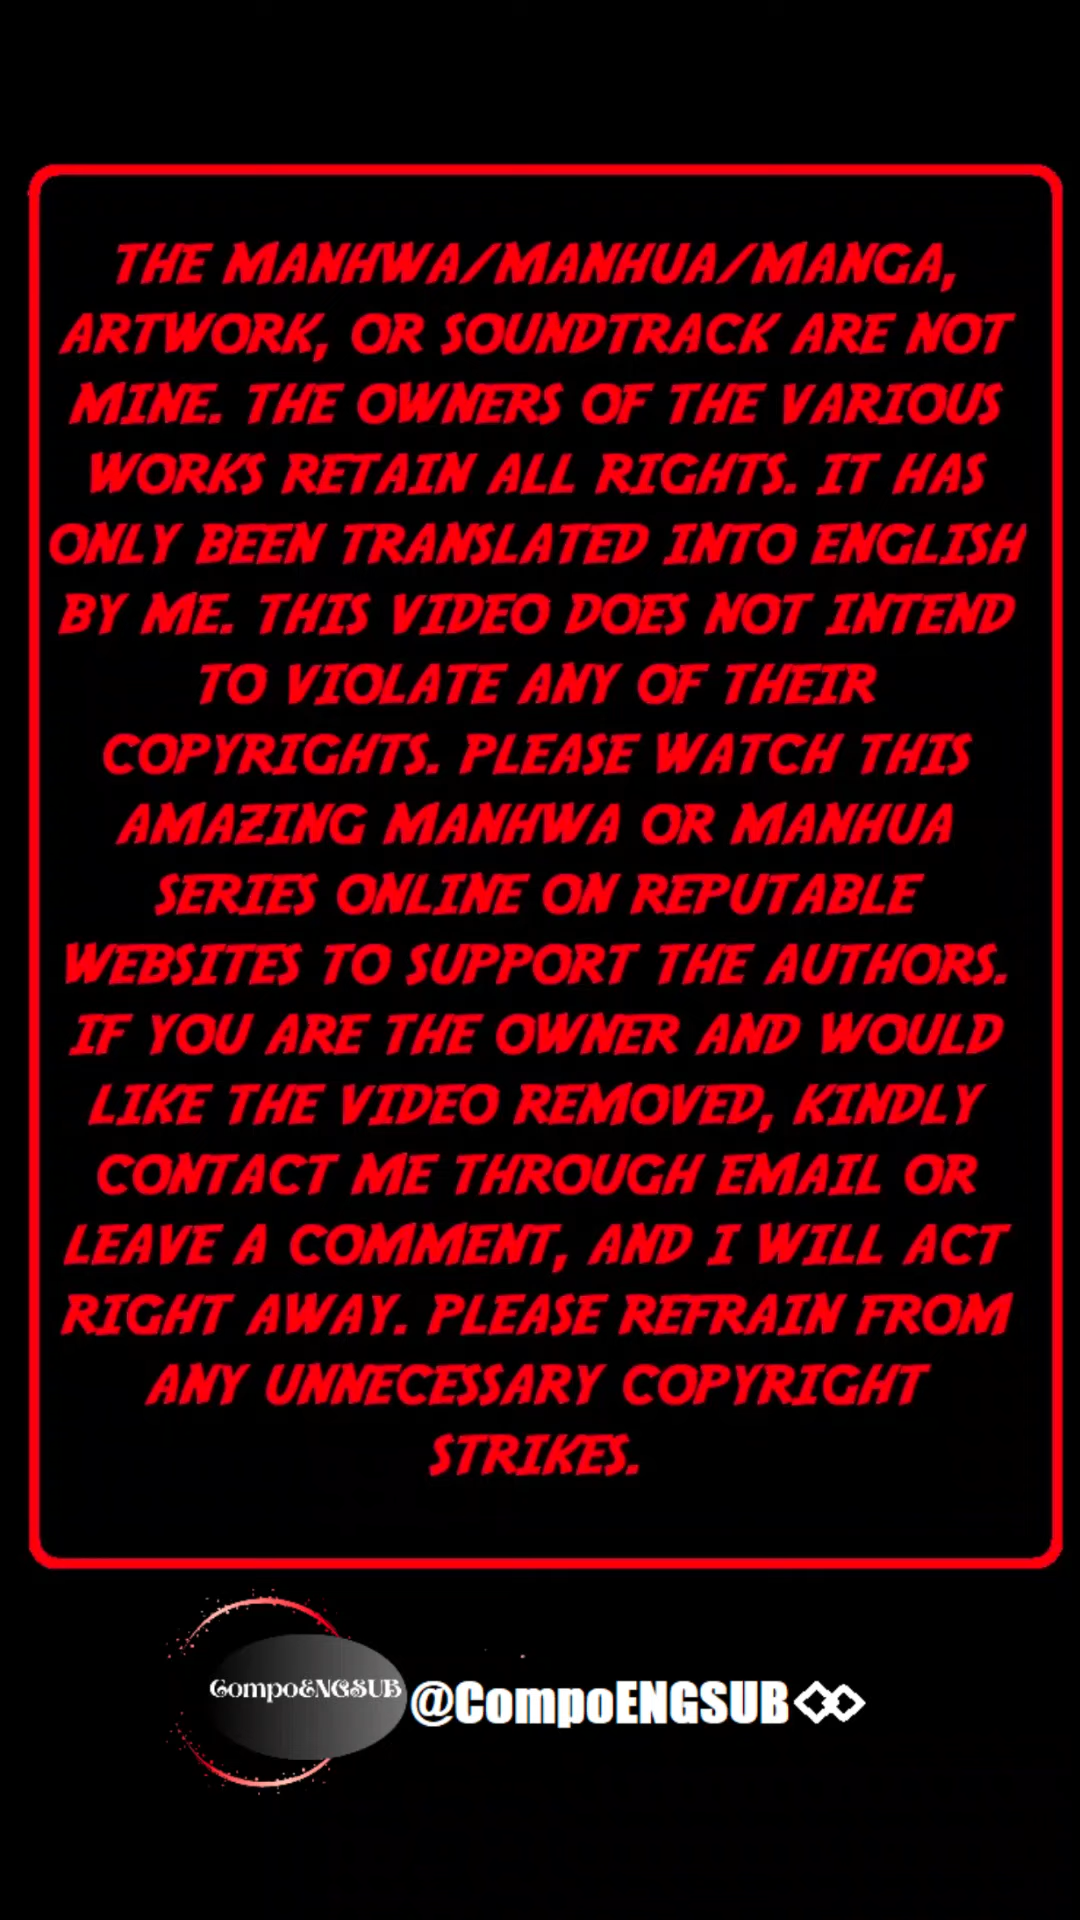 THE MANHWA/MANHUA/MANGA,
ARTWORK, OR SOUNDTRACK ARE NOT
MINE. THE OWNERS OF THE VARIOUS
WORKS RETAIN ALL RIGHTS. IT HAS
ONLY BEEN TRANSLATED INTO ENGLISH
BY ME. THIS VIDEO DOES NOT INTEND
TO VIOLATE ANY OF THEIR
COPYRIGHTS. PLEASE WATCH THIS
AMAZING MANHWA OR MANHUA
SERIES ONLINE ON REPUTABLE
WEBSITES TO SUPPORT THE AUTHORS.
IF YOU ARE THE OWNER AND WOULD
LIKE THE VIDEO REMOVED, KINDLY
CONTACT ME THROUGH EMAIL OR
LEAVE A COMMENT, AND I WILL ACT
RIGHT AWAY. PLEASE REFRAIN FROM
ANY UNNECESSARY COPYRIGHT
STRIKES.
CompoENGSUB
@CompoENGSUB